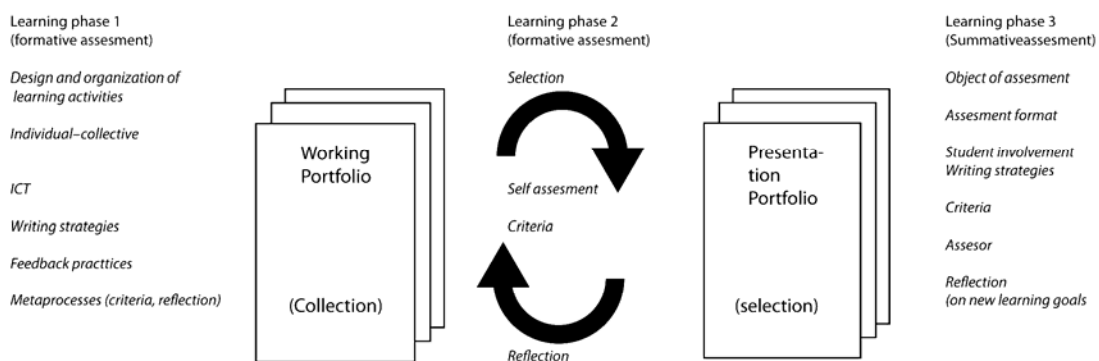 Learning phase 1
(formative assesment)
Design and organization of
learning activities
Individual–collective
ICT
Writing strategies
Feedback practtices
Metaprocesses (criteria, reflection)
Working
Portfolio
(Collection)
Learning phase 2
(formative assesment)
Selection
Self assesment
Criteria
Reflection
Presenta-
tion
Portfolio
(selection)
Learning phase 3
(Summativeassesment)
Object of assesment
Assesment format
Student involvement
Writing strategies
Criteria
Assesor
Reflection
(on new learning goals